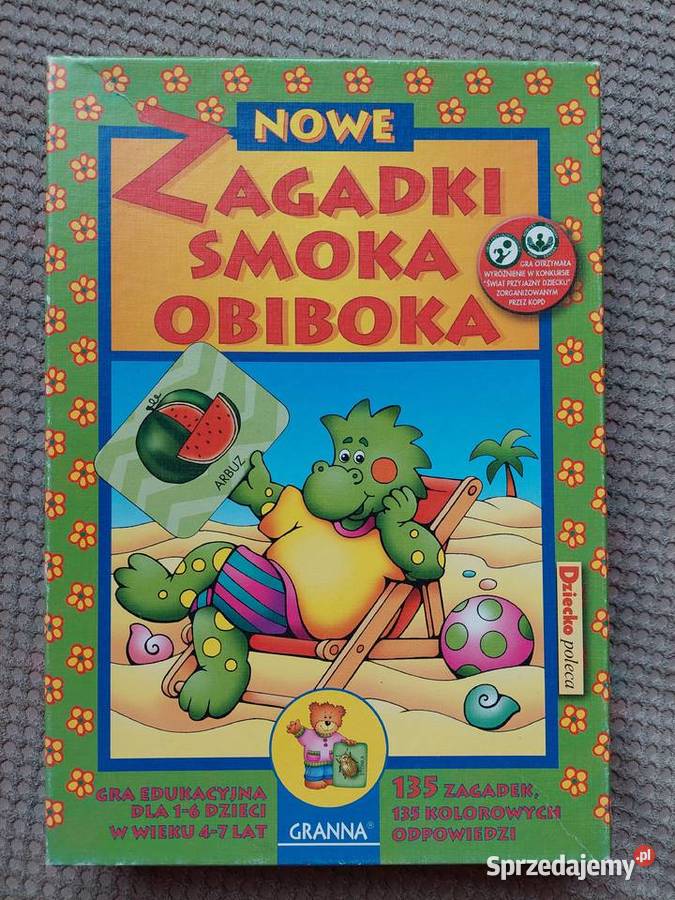 NOWE
ZAGADKI
SMOKA
OBIBOKA
GRA OTRZYMAŁA
WYRÓŻNIENIE W KONKURSIE
"ŚWIAT PRZYJAZNY DZIECKU"
ZORGANIZOWANYM
PRZEZ KOPD
ARBUZ
Dziecko poleca
GRA EDUKACYJNA
DLA 1-6 DZIECI
W WIEKU 4-7 LAT
GRANNA®
135 ZAGADEK,
135 KOLOROWYCH
ODPOWIEDZI
Sprzedajemy.pl